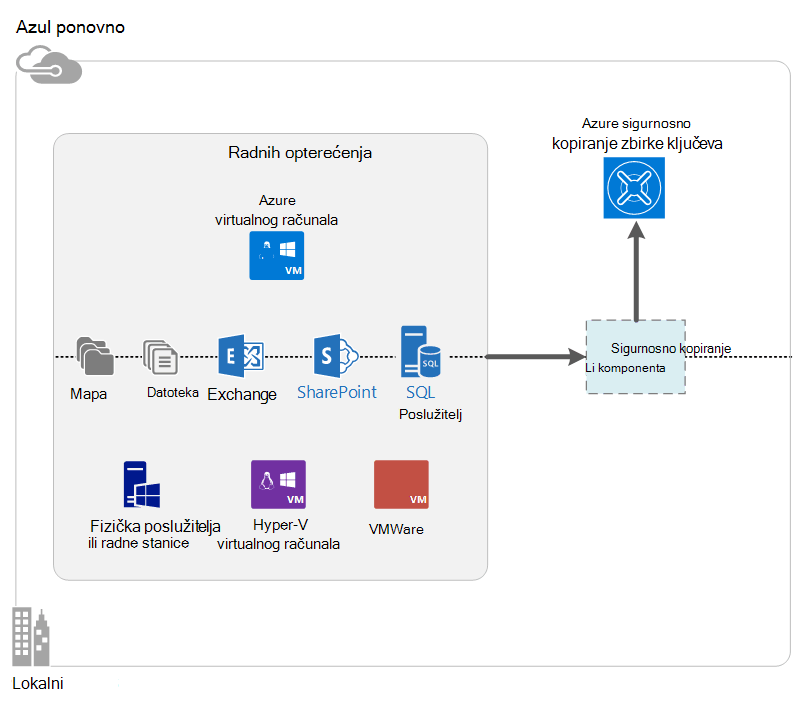 Azul ponovno
Azure sigurnosno
kopiranje zbirke ključeva
Radnih opterećenja
Azure
virtualnog računala
VM
E
S
SQL
Sigurnosno kopiranje
Li komponenta
Mapa
Datoteka
Exchange
SharePoint
SQL
Poslužitelj
VM
VM
Fizička poslužitelja
ili radne stanice
Hyper-V
virtualnog računala
VMWare
Lokalni